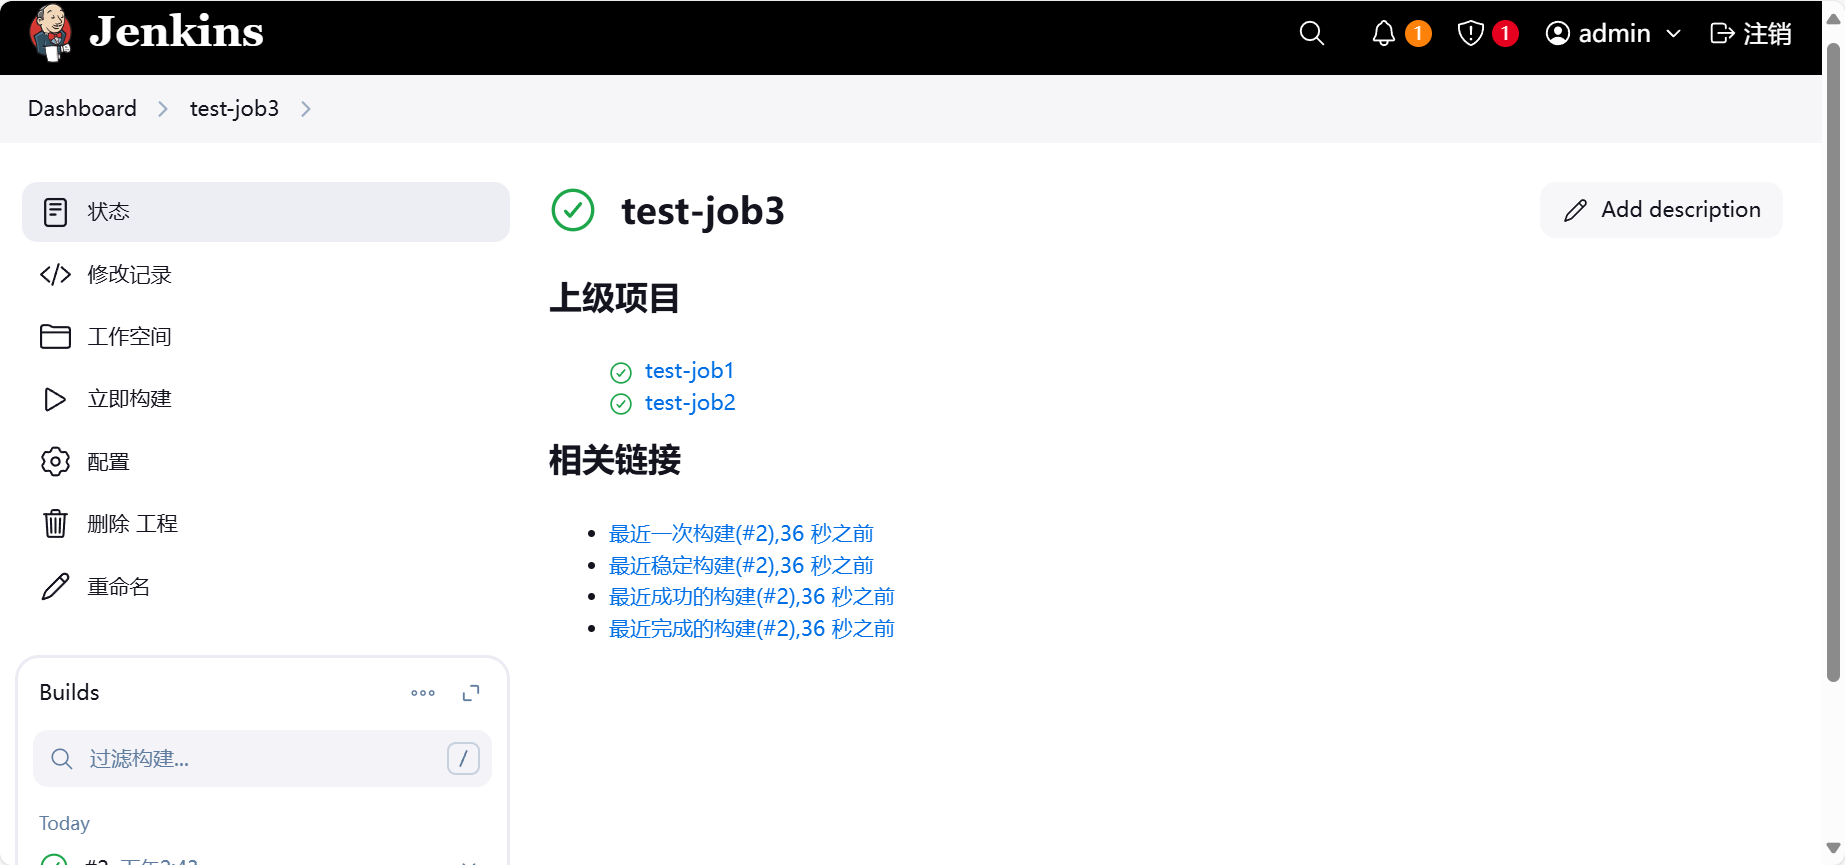 Jenkins
1
1
admin
注销
Dashboard
test-job3
状态
修改记录
工作空间
立即构建
配置
删除 工程
重命名
test-job3
Add description
上级项目
test-job1
test-job2
相关链接
最近一次构建(#2),36 秒之前
最近稳定构建(#2),36 秒之前
最近成功的构建(#2),36 秒之前
最近完成的构建(#2),36 秒之前
Builds
过滤构建...
/
Today